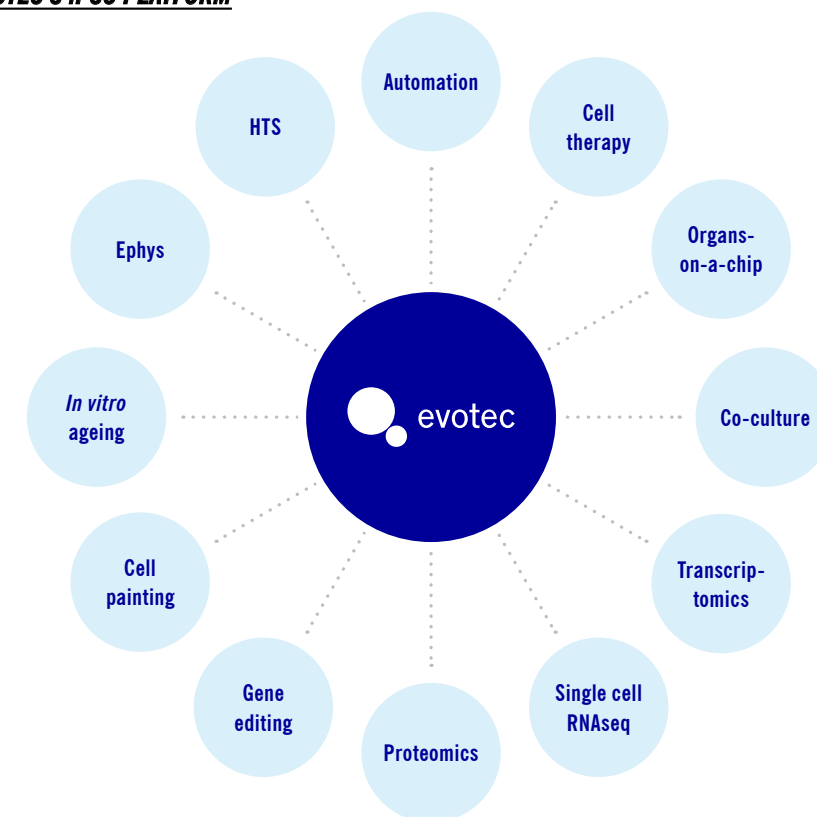 PLATFORM
Automation
Cell
therapy
Organs-
on-a-chip
Co-culture
Transcrip-
tomics
Single cell
RNAseq
Proteomics
Gene
editing
Cell
painting
In vitro
ageing
Ephys
HTS
evotec